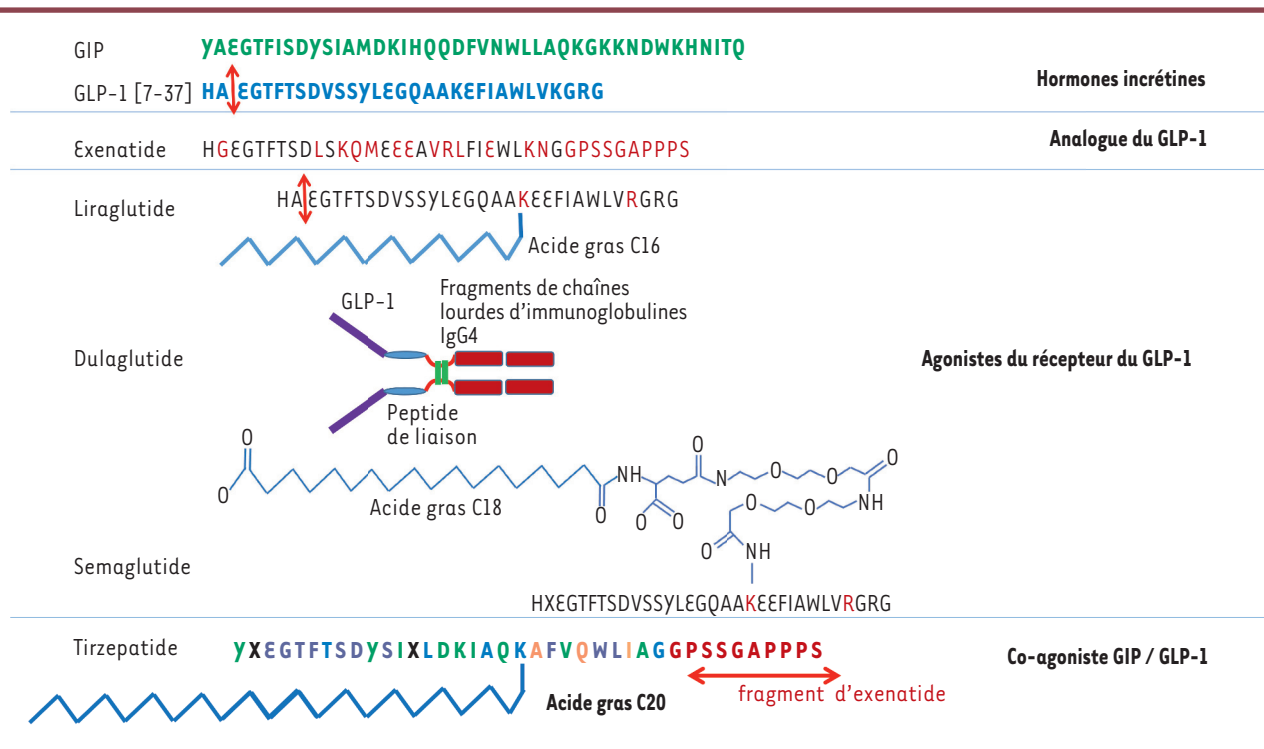 GIP YAEGTFISDYSIAMDKIHQQDFVNWLLAQKGKKNDWKHNITQ
GLP-1 [7-37] HAEGTFTSDVSSYLEGQAAKEFIAWLVKGRG
Hormones incrétines
Exenatide HGEGTFTSDLSKQMEEEAVRLFIEWLKNGGPSSGAPPPS
Analogue du GLP-1
Liraglutide HAEGTFTSDVSSYLEGQAAKEEFIAWLVRGRG
Acide gras C16
GLP-1
Fragments de chaînes
lourdes d'immunoglobulines
IgG4
Dulaglutide
Agonistes du récepteur du GLP-1
Peptide
de liaison
O
O
O
NH
O
N
O
O
O
Acide gras C18
O
O
O
O
O
NH
O
NH
Semaglutide
HXEGTFTSDVSSYLEGQAAKEEFIAWLVRGRG
Tirzepatide YXEGTFTSDYSIXLDKIAQKAFVQWLIAGGPSSGAPPPS
Co-agoniste GIP / GLP-1
Acide gras C20
fragment d'exenatide